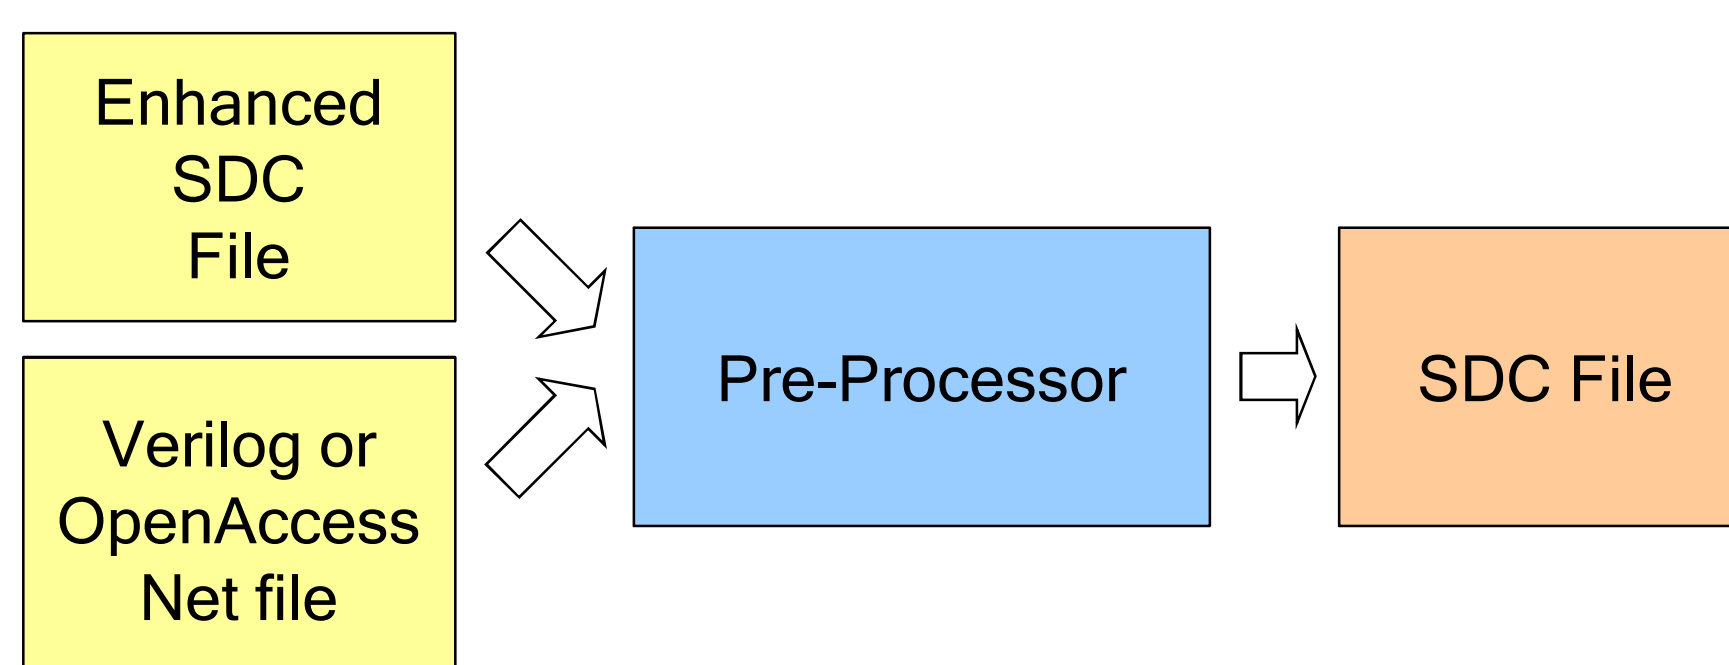 Enhanced
SDC
File
Verilog or
OpenAccess
Net file
Pre-Processor
SDC File